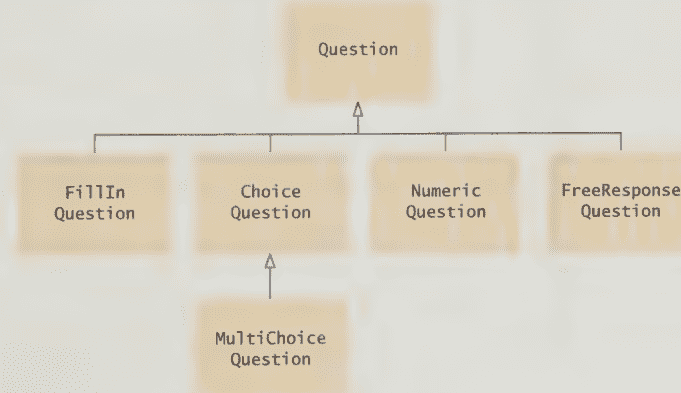 Question
FillIn
Question
Choice
Question
Numeric
Question
FreeResponse
Question
MultiChoice
Question